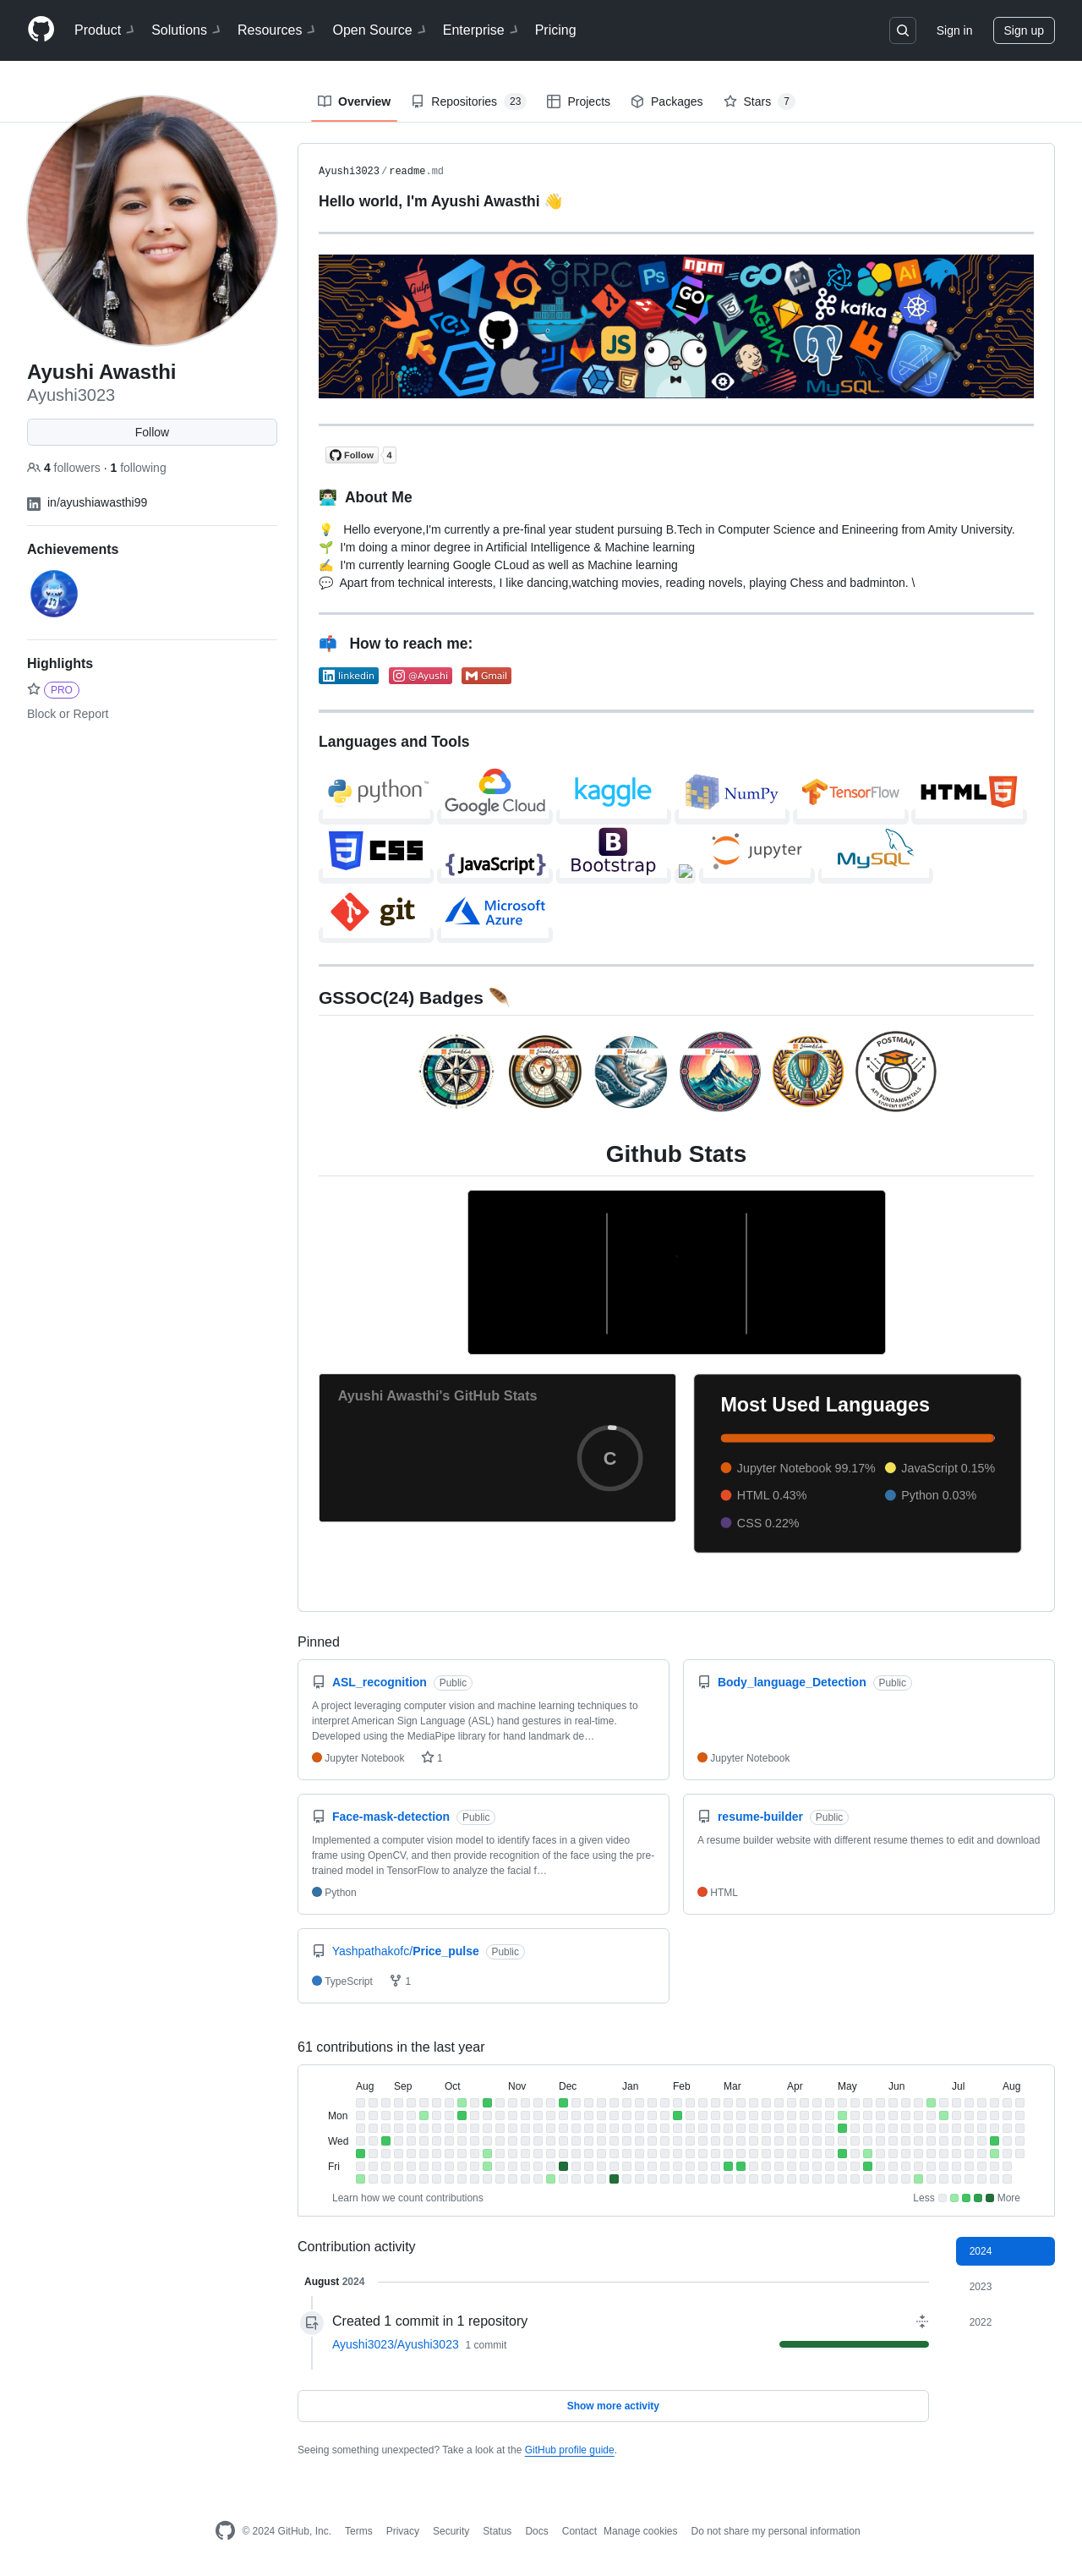 Product Solutions Resources Open Source Enterprise Pricing Sign in Sign up
Overview Repositories 23 Projects Packages Stars 7
Ayushi3023/readme.md
Hello world, I'm Ayushi Awasthi 👋
Gulp gRPC Ps npm GO Ai
GO NGiNX JS
MySQL
Ayushi Awasthi
Ayushi3023
Follow
4 followers · 1 following
in/ayushiawasthi99
Achievements
Highlights
PRO
Block or Report
Follow 4
👨🏻‍💻 About Me
💡 Hello everyone,I'm currently a pre-final year student pursuing B.Tech in Computer Science and Enineering from Amity University.
🌱 I'm doing a minor degree in Artificial Intelligence & Machine learning
✍️ I'm currently learning Google CLoud as well as Machine learning
💬 Apart from technical interests, I like dancing,watching movies, reading novels, playing Chess and badminton. \
📫 How to reach me:
linkedin @Ayushi Gmail
Languages and Tools
python™ Google Cloud kaggle NumPy TensorFlow HTML 5
3 CSS {JavaScript} B Bootstrap jupyter MySQL
git Microsoft Azure
GSSOC(24) Badges 🪶
POSTMAN
API FUNDAMENTALS
STUDENT EXPERT
Github Stats
Ayushi Awasthi's GitHub Stats
C
Most Used Languages
Jupyter Notebook 99.17% JavaScript 0.15%
HTML 0.43% Python 0.03%
CSS 0.22%
Pinned
ASL_recognition Public
A project leveraging computer vision and machine learning techniques to
interpret American Sign Language (ASL) hand gestures in real-time.
Developed using the MediaPipe library for hand landmark de…
Jupyter Notebook 1
Body_language_Detection Public
Jupyter Notebook
Face-mask-detection Public
Implemented a computer vision model to identify faces in a given video
frame using OpenCV, and then provide recognition of the face using the pre-
trained model in TensorFlow to analyze the facial f…
Python
resume-builder Public
A resume builder website with different resume themes to edit and download
HTML
Yashpathakofc/Price_pulse Public
TypeScript 1
61 contributions in the last year
Aug Sep Oct Nov Dec Jan Feb Mar Apr May Jun Jul Aug
Mon
Wed
Fri
Learn how we count contributions Less More
Contribution activity
2024
2023
2022
August 2024
Created 1 commit in 1 repository
Ayushi3023/Ayushi3023 1 commit
Show more activity
Seeing something unexpected? Take a look at the GitHub profile guide.
© 2024 GitHub, Inc. Terms Privacy Security Status Docs Contact Manage cookies Do not share my personal information